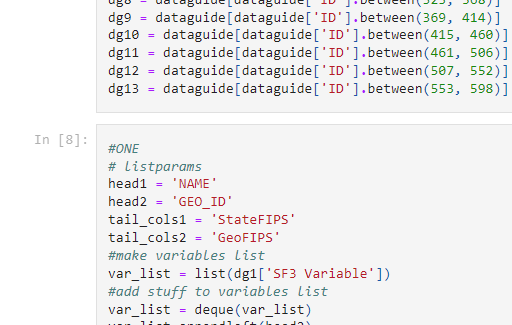 dg8 = dataguide[dataguide['ID'].between(323, 368)]
dg9 = dataguide[dataguide['ID'].between(369, 414)]
dg10 = dataguide[dataguide['ID'].between(415, 460)]
dg11 = dataguide[dataguide['ID'].between(461, 506)]
dg12 = dataguide[dataguide['ID'].between(507, 552)]
dg13 = dataguide[dataguide['ID'].between(553, 598)]
In [8]:
#ONE
# listparams
head1 = 'NAME'
head2 = 'GEO_ID'
tail_cols1 = 'StateFIPS'
tail_cols2 = 'GeoFIPS'
#make variables list
var_list = list(dg1['SF3 Variable'])
#add stuff to variables list
var_list = deque(var_list)
var_list.appendleft(head2)